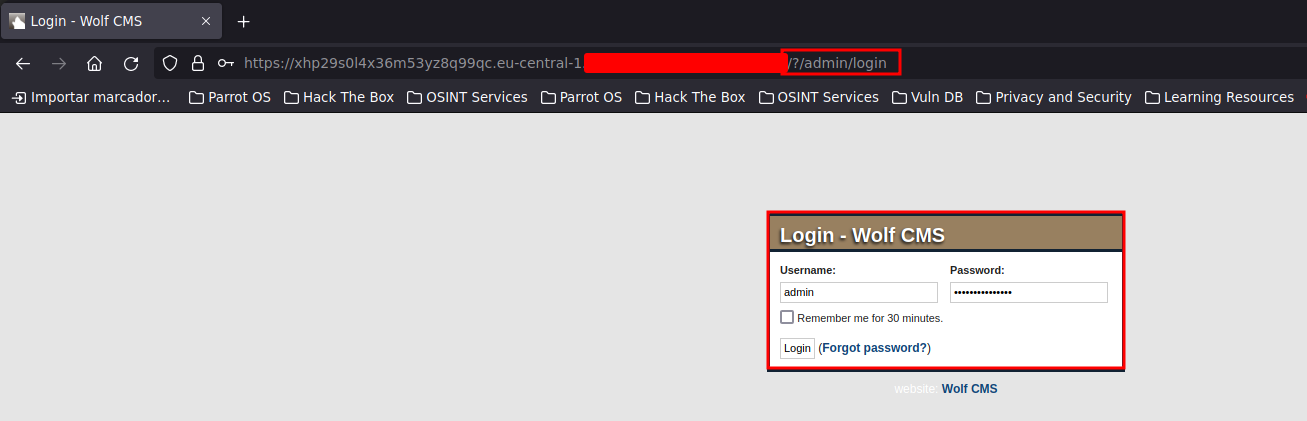 Login - Wolf CMS
https://xhp29s0l4x36m53yz8q99qc.eu-central-1. /?/admin/login
Importar marcador… Parrot OS Hack The Box OSINT Services Parrot OS Hack The Box OSINT Services Vuln DB Privacy and Security Learning Resources
Login - Wolf CMS
Username: Password:
admin •••••••••••••••
Remember me for 30 minutes.
Login (Forgot password?)
website: Wolf CMS